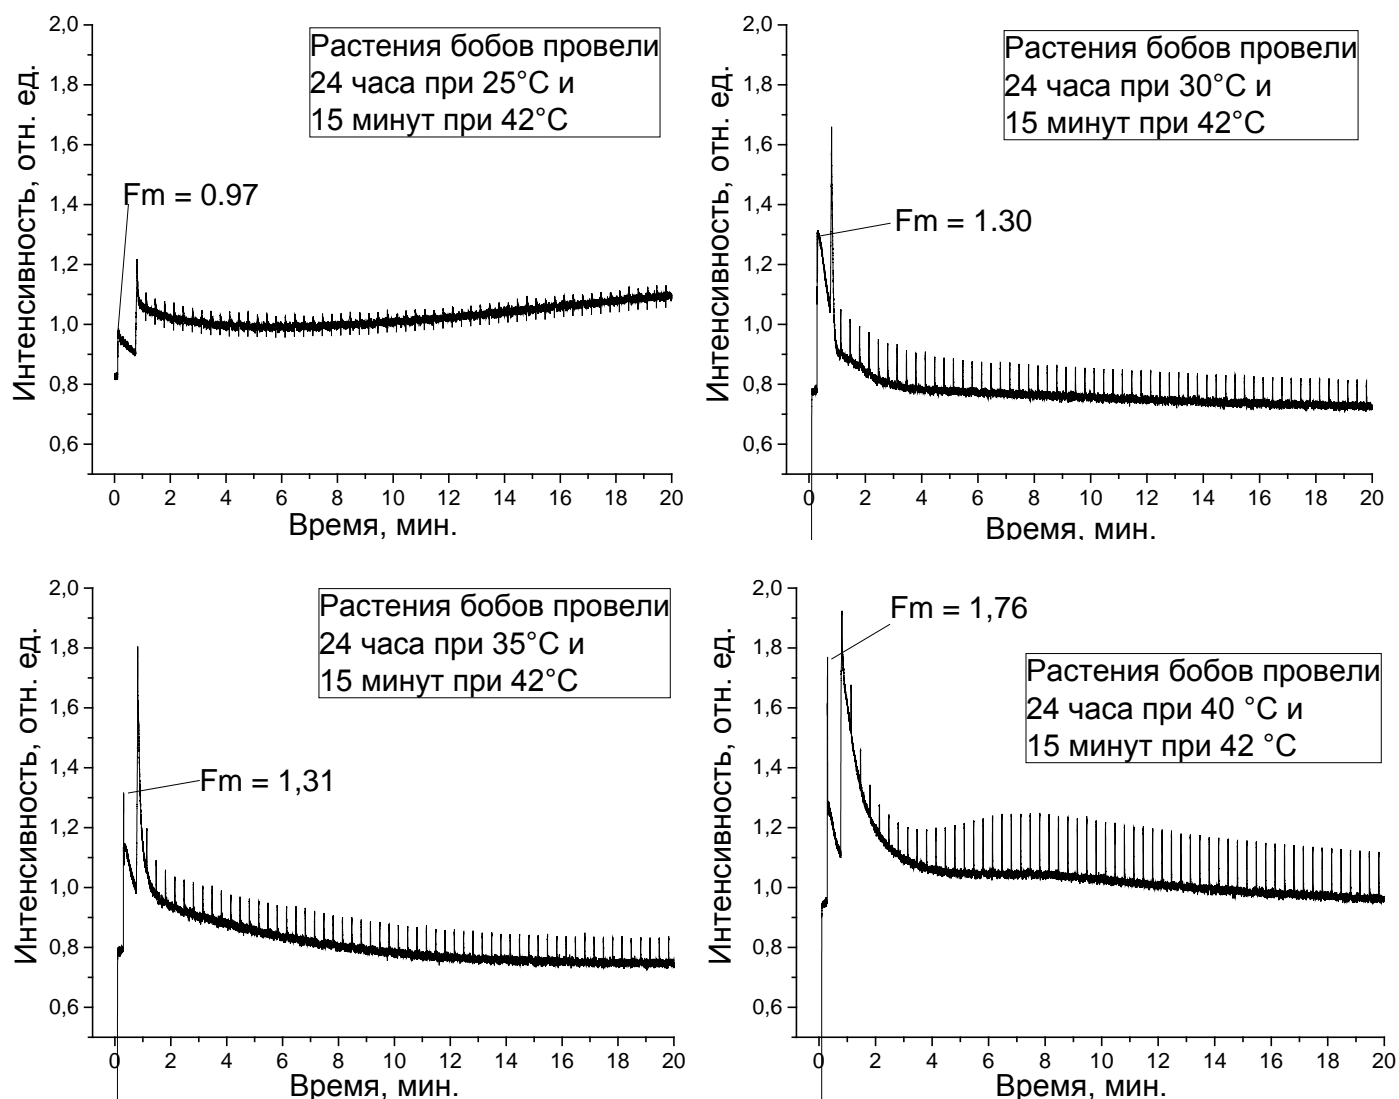 2,0
1,8
1,6
1,4
1,2
1,0
0,8
0,6
Интенсивность, отн. ед.
Растения бобов провели
24 часа при 25°C и
15 минут при 42°C
Fm = 0.97
0 2 4 6 8 10 12 14 16 18 20
Время, мин.
2,0
1,8
1,6
1,4
1,2
1,0
0,8
0,6
Интенсивность, отн. ед.
Растения бобов провели
24 часа при 30°C и
15 минут при 42°C
Fm = 1.30
0 2 4 6 8 10 12 14 16 18 20
Время, мин.
2,0
1,8
1,6
1,4
1,2
1,0
0,8
0,6
Интенсивность, отн. ед.
Растения бобов провели
24 часа при 35°C и
15 минут при 42°C
Fm = 1,31
0 2 4 6 8 10 12 14 16 18 20
Время, мин.
2,0
1,8
1,6
1,4
1,2
1,0
0,8
0,6
Интенсивность, отн. ед.
Fm = 1,76
Растения бобов провели
24 часа при 40 °C и
15 минут при 42 °C
0 2 4 6 8 10 12 14 16 18 20
Время, мин.